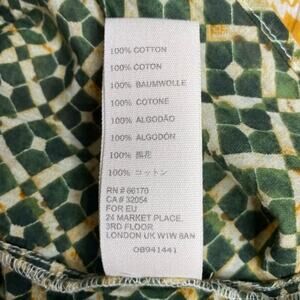 100% COTTON
100% COTON
100% BAUMWOLLE
100% COTONE
100% ALGODÃO
100% ALGODÓN
100% 棉花
100% コットン
RN # 66170
CA # 32054
FOR EU
24 MARKET PLACE,
3RD FLOOR
LONDON UK W1W 8AN
OB941441